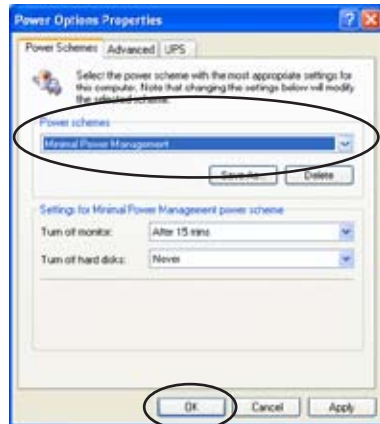 Power Options Properties
Power Schemes Advanced UPS
Select the power scheme with the most appropriate settings for
this computer. Note that changing the settings below will modify
the selected scheme.
Power schemes
Minimal Power Management
Save As... Delete
Settings for Minimal Power Management power scheme
Turn off monitor: After 15 mins
Turn off hard disks: Never
OK Cancel Apply